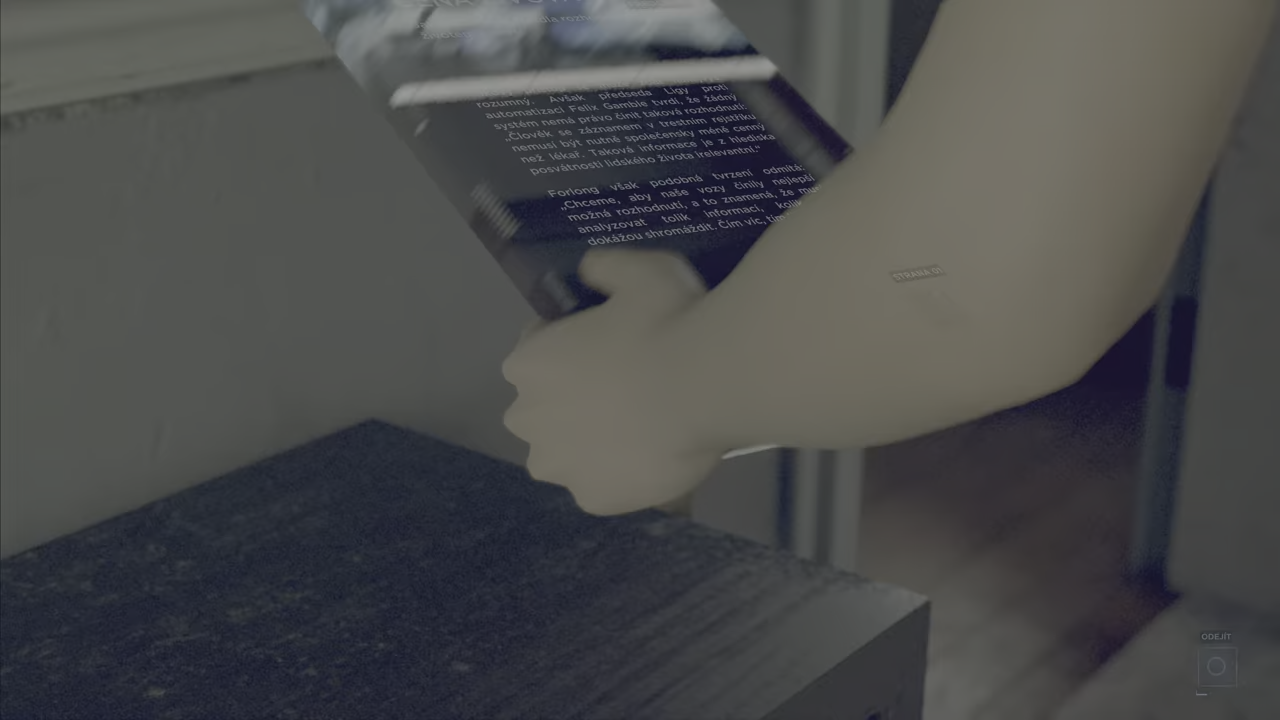 rozumný. Avšak předseda Ligy proti
automatizaci Felix Gamble tvrdí, že žádný
systém nemá právo činit taková rozhodnutí:
„Člověk se záznamem v trestním rejstříku
nemusí být nutně společensky méně cenný
než lékař. Taková informace je z hlediska
posvátnosti lidského života irelevantní.“
Forlong však podobná tvrzení odmítá:
„Chceme, aby naše vozy činily nejlepší
možná rozhodnutí, a to znamená, že
analyzovat tolik informací,
dokážou shromáždit. Čím víc,
STRANA 01
ODEJÍT